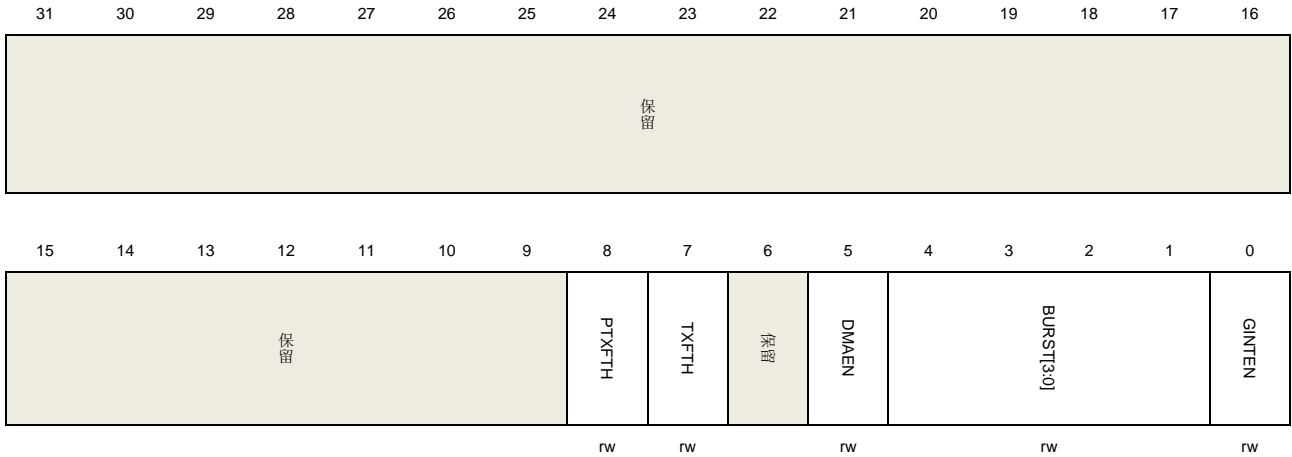 31 30 29 28 27 26 25 24 23 22 21 20 19 18 17 16
保留
15 14 13 12 11 10 9 8 7 6 5 4 3 2 1 0
保留 PTXFTH TXFTH 保留 DMAEN BURST[3:0] GINTEN
rw rw rw rw rw